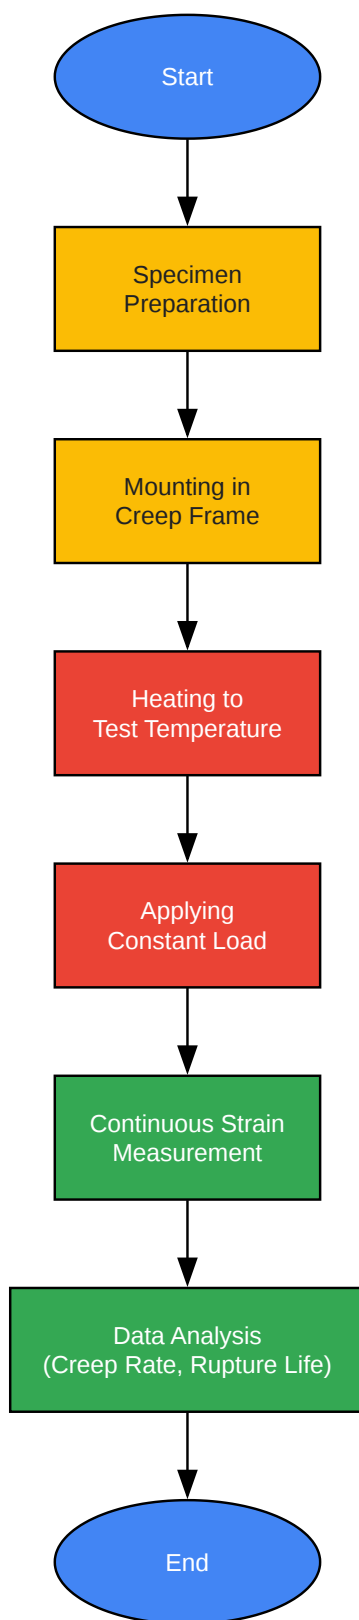 Start
Specimen
Preparation
Mounting in
Creep Frame
Heating to
Test Temperature
Applying
Constant Load
Continuous Strain
Measurement
Data Analysis
(Creep Rate, Rupture Life)
End